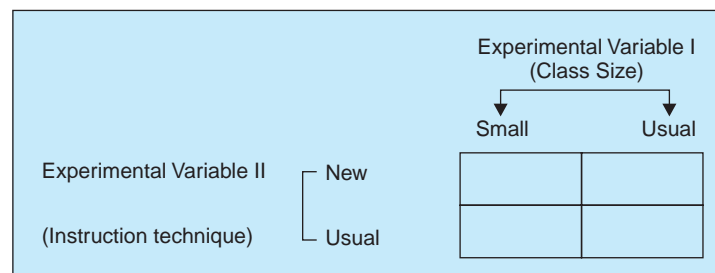 Experimental Variable I
(Class Size)
Small Usual
Experimental Variable II New
(Instruction technique) Usual